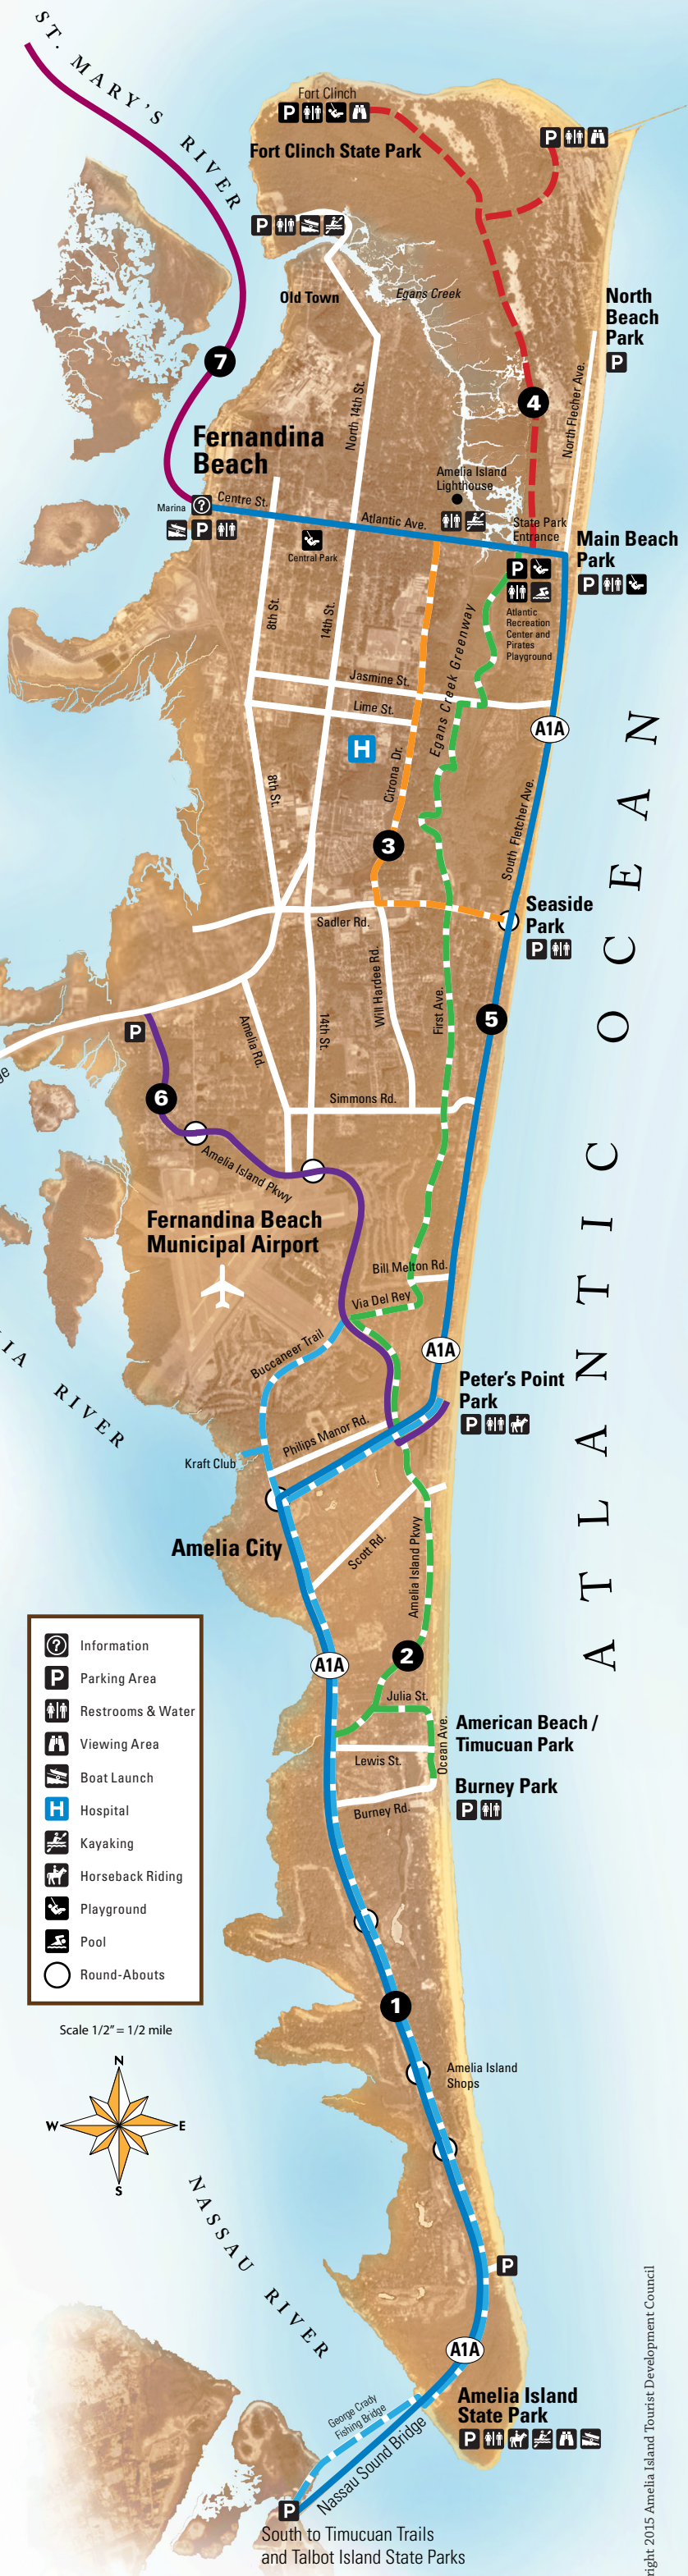 ST. MARY'S RIVER
Fort Clinch
P
Fort Clinch State Park
P
P
Old Town
Egans Creek
North
Beach
Park
P
7
4
North 14th St.
North Flecher Ave.
Fernandina
Beach
Amelia Island
Lighthouse
Marina
?
Centre St.
P
Atlantic Ave.
State Park
Entrance
Main Beach
Park
P
Central Park
P
Atlantic
Recreation
Center and
Pirates
Playground
8th St.
14th St.
Egans Creek Greenway
Jasmine St.
Lime St.
A1A
H
8th St.
Citrona Dr.
South Fletcher Ave.
3
Seaside
Park
P
Sadler Rd.
Will Hardee Rd.
First Ave.
14th St.
Amelia Rd.
P
5
6
Simmons Rd.
Amelia Island Pkwy
ATLANTIC OCEAN
Fernandina Beach
Municipal Airport
Bill Melton Rd.
Via Del Rey
Buccaneer Trail
A1A
RIVER
Peter's Point
Park
P
Philips Manor Rd.
Kraft Club
Amelia City
Scott Rd.
Amelia Island Pkwy
A1A
2
Julia St.
Ocean Ave.
American Beach /
Timucuan Park
Lewis St.
Burney Park
P
Burney Rd.
? Information
P Parking Area
Restrooms & Water
Viewing Area
Boat Launch
H Hospital
Kayaking
Horseback Riding
Playground
Pool
Round-Abouts
Scale 1/2" = 1/2 mile
N
W E
S
1
Amelia Island
Shops
NASSAU RIVER
P
A1A
Amelia Island
State Park
P
George Crady
Fishing Bridge
Nassau Sound Bridge
P
South to Timucuan Trails
and Talbot Island State Parks
2015 Amelia Island Tourist Development Council